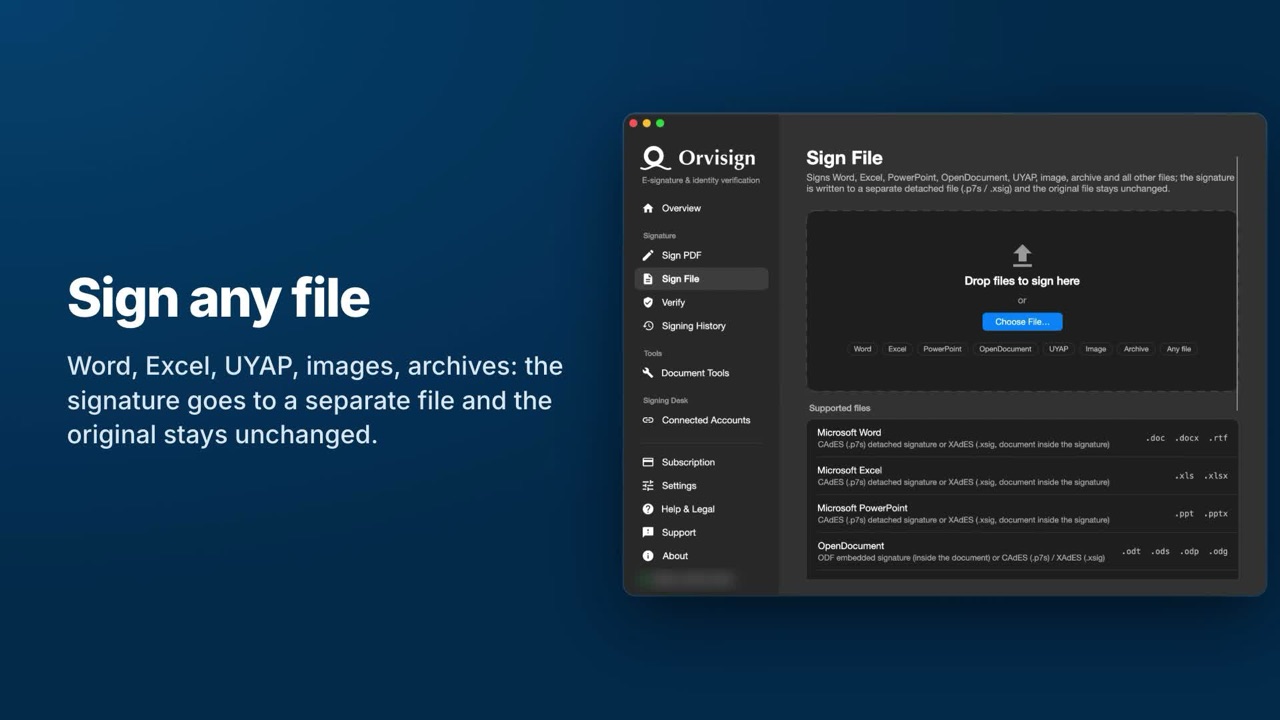 Sign any file
Word, Excel, UYAP, images, archives: the
signature goes to a separate file and the
original stays unchanged.
Orvisign
E-signature & identity verification
Overview
Signature
Sign PDF
Sign File
Verify
Signing History
Tools
Document Tools
Signing Desk
Connected Accounts
Subscription
Settings
Help & Legal
Support
About
Sign File
Signs Word, Excel, PowerPoint, OpenDocument, UYAP, image, archive and all other files; the signature
is written to a separate detached file (.p7s / .xsig) and the original file stays unchanged.
Drop files to sign here
or
Choose File...
Word Excel PowerPoint OpenDocument UYAP Image Archive Any file
Supported files
Microsoft Word
CAdES (.p7s) detached signature or XAdES (.xsig, document inside the signature)
.doc .docx .rtf
Microsoft Excel
CAdES (.p7s) detached signature or XAdES (.xsig, document inside the signature)
.xls .xlsx
Microsoft PowerPoint
CAdES (.p7s) detached signature or XAdES (.xsig, document inside the signature)
.ppt .pptx
OpenDocument
ODF embedded signature (inside the document) or CAdES (.p7s) / XAdES (.xsig)
.odt .ods .odp .odg